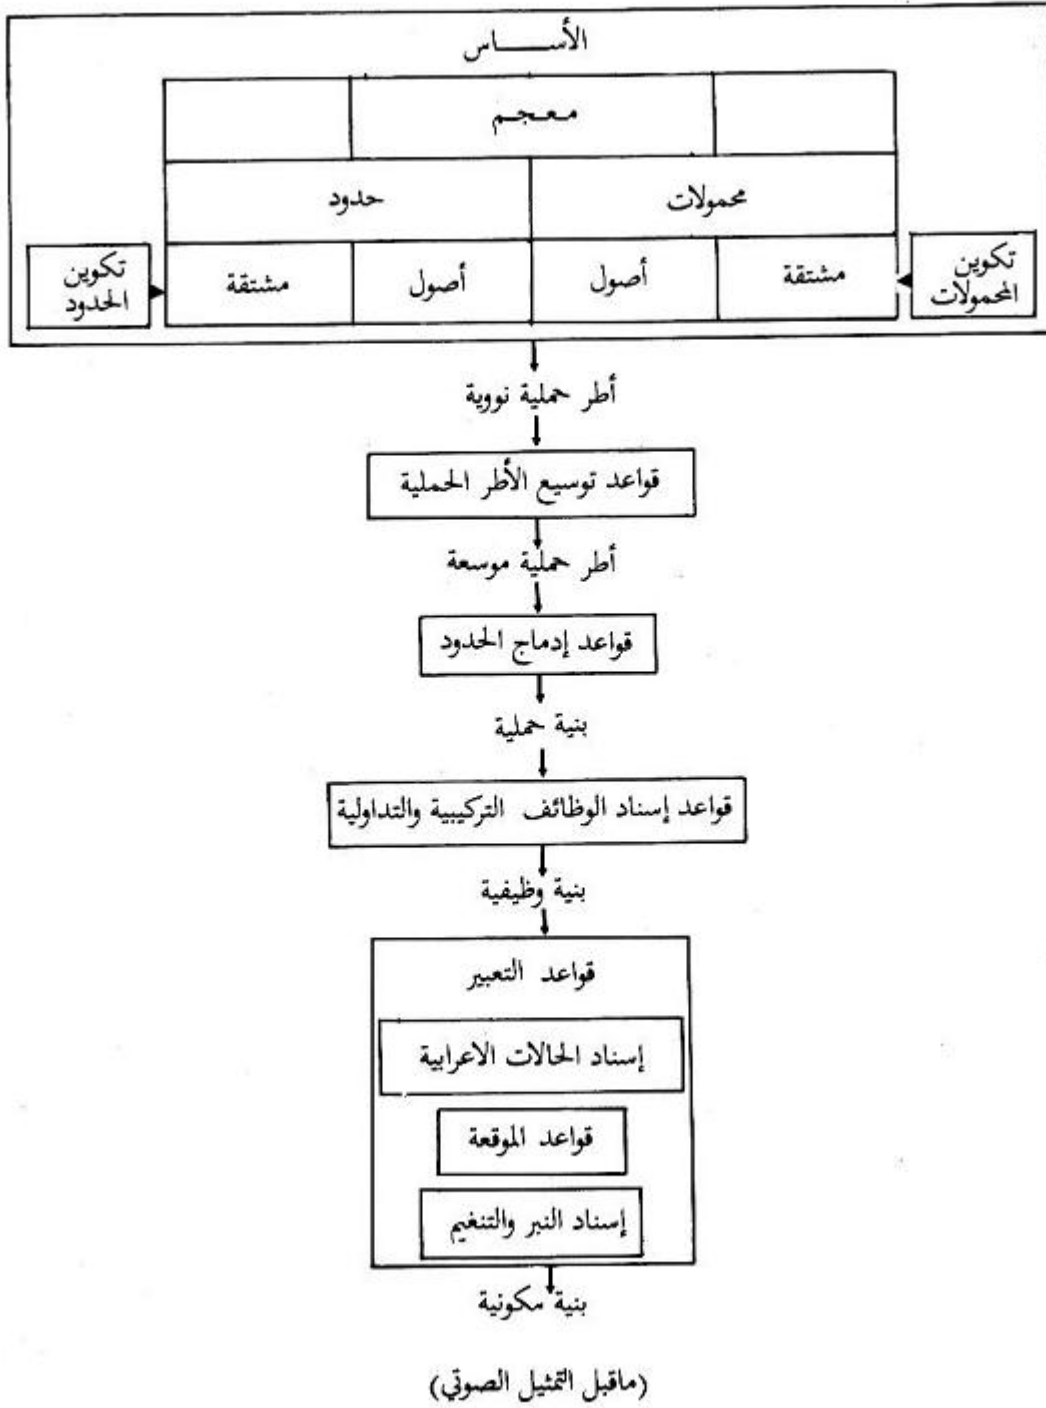 الأســـــاس
معجم
محمولات
حدود
تكوين
المحمولات
مشتقة
أصول
أصول
مشتقة
تكوين
الحدود
أطر حملية نووية
قواعد توسيع الأطر الحملية
أطر حملية موسعة
قواعد إدماج الحدود
بنية حملية
قواعد إسناد الوظائف التركيبية والتداولية
بنية وظيفية
قواعد التعبير
إسناد الحالات الاعرابية
قواعد الموقعة
إسناد النبر والتنغيم
بنية مكونية
(ماقبل التمثيل الصوتي)